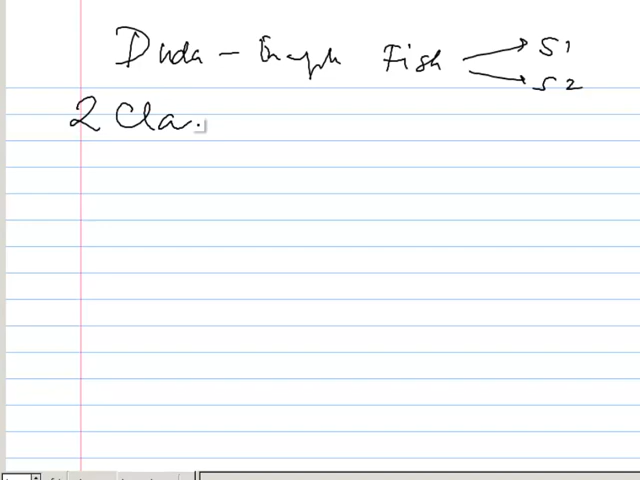 Duda - Fish → S1
→ S2
2 Cla